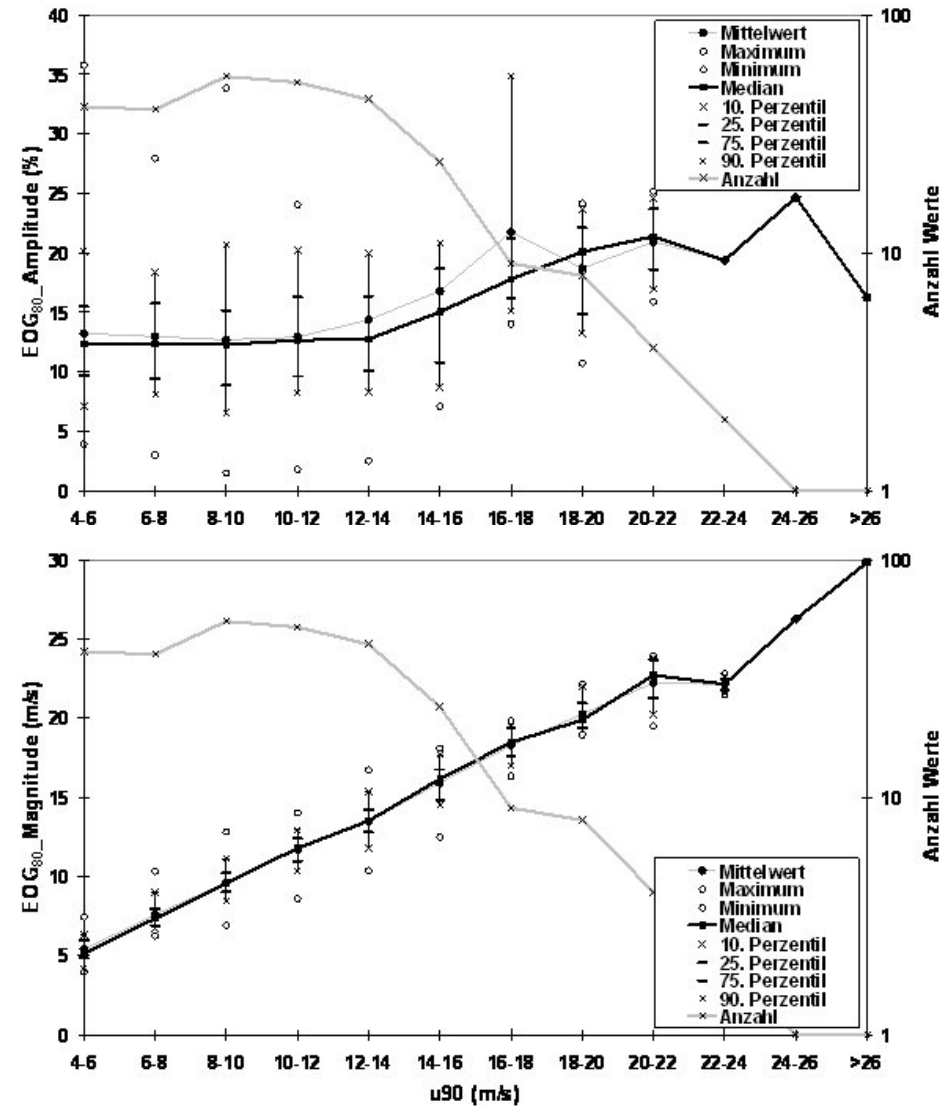 40
35
30
25
20
15
10
5
0
EOG80_Amplitude (%)
Mittelwert
Maximum
Minimum
Median
10. Perzentil
25. Perzentil
75. Perzentil
90. Perzentil
Anzahl
100
10
1
Anzahl Werte
4-6 6-8 8-10 10-12 12-14 14-16 16-18 18-20 20-22 22-24 24-26 >26
30
25
20
15
10
5
0
EOG80_Magnitude (m/s)
Mittelwert
Maximum
Minimum
Median
10. Perzentil
25. Perzentil
75. Perzentil
90. Perzentil
Anzahl
100
10
1
Anzahl Werte
4-6 6-8 8-10 10-12 12-14 14-16 16-18 18-20 20-22 22-24 24-26 >26
u90 (m/s)